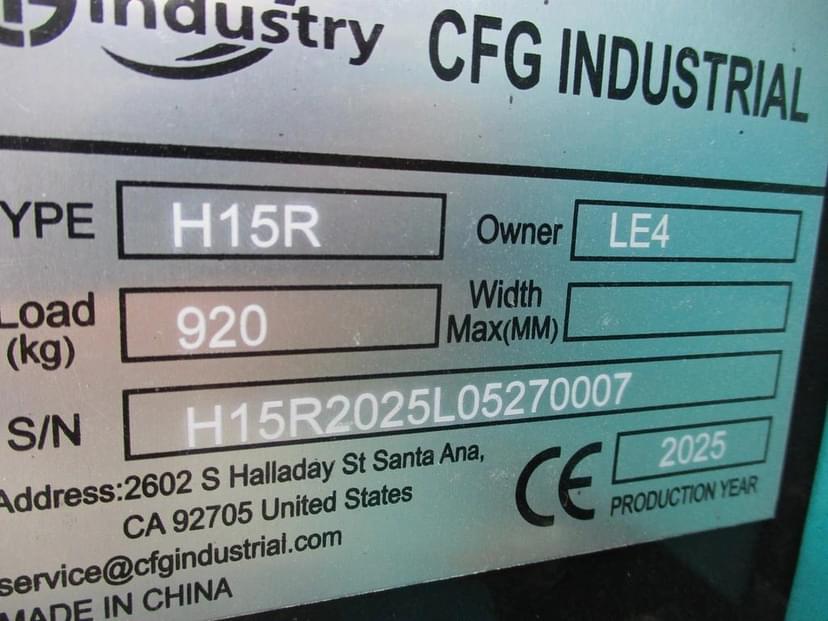 industry CFG INDUSTRIAL
TYPE H15R Owner LE4
Load (kg) 920 Width Max(MM)
S/N H15R2025L05270007
Address:2602 S Halladay St Santa Ana,
CA 92705 United States
CE 2025
PRODUCTION YEAR
service@cfgindustrial.com
MADE IN CHINA